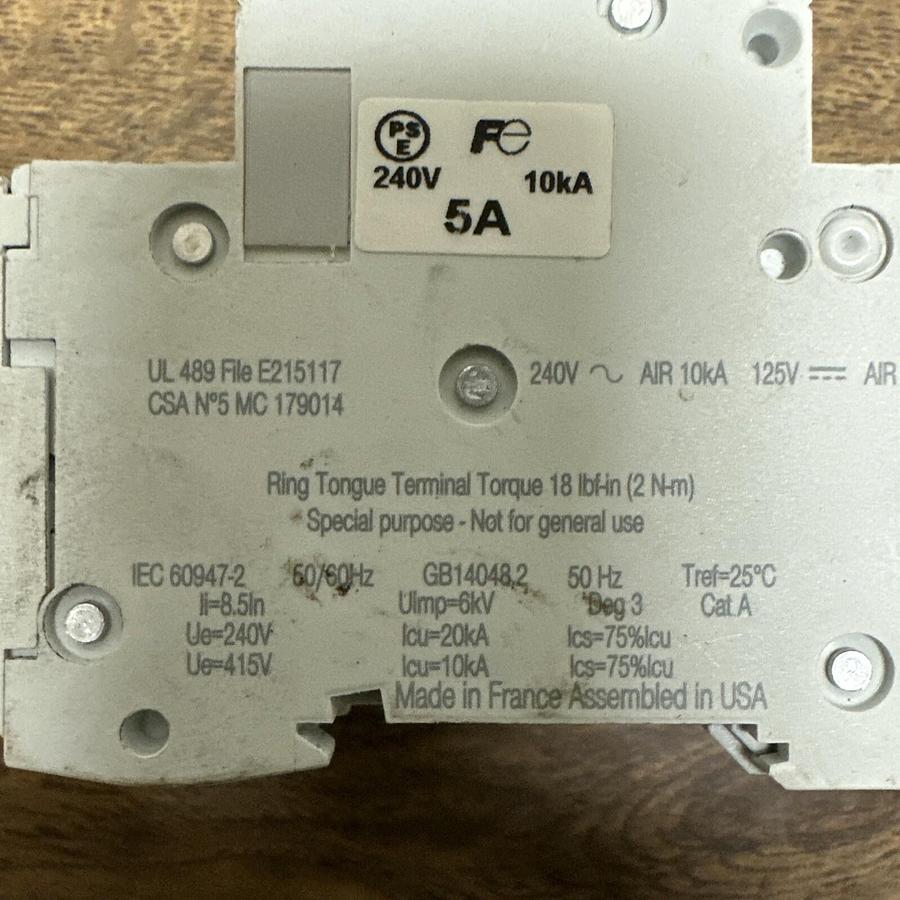 PS
E
Fe
240V 10kA
5A
UL 489 File E215117
CSA Nº5 MC 179014
240V ~ AIR 10kA 125V ⎓ AIR
Ring Tongue Terminal Torque 18 lbf-in (2 N-m)
Special purpose - Not for general use
IEC 60947-2 50/60Hz GB14048.2 50 Hz Tref=25°C
Ii=8.5In Uimp=6kV Deg 3 Cat.A
Ue=240V Icu=20kA Ics=75%Icu
Ue=415V Icu=10kA Ics=75%Icu
Made in France Assembled in USA